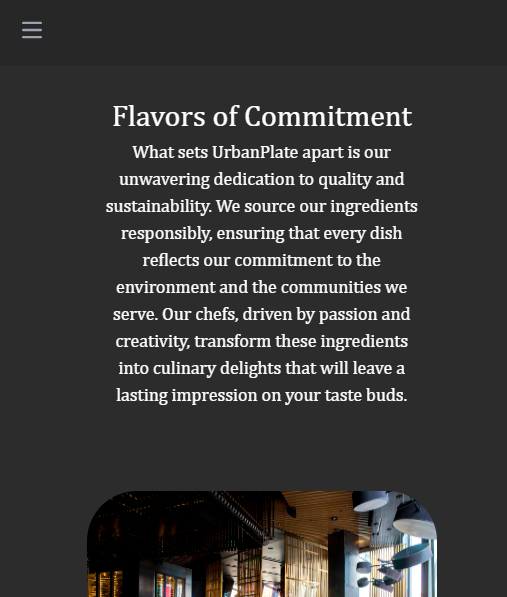 Flavors of Commitment
What sets UrbanPlate apart is our
unwavering dedication to quality and
sustainability. We source our ingredients
responsibly, ensuring that every dish
reflects our commitment to the
environment and the communities we
serve. Our chefs, driven by passion and
creativity, transform these ingredients
into culinary delights that will leave a
lasting impression on your taste buds.